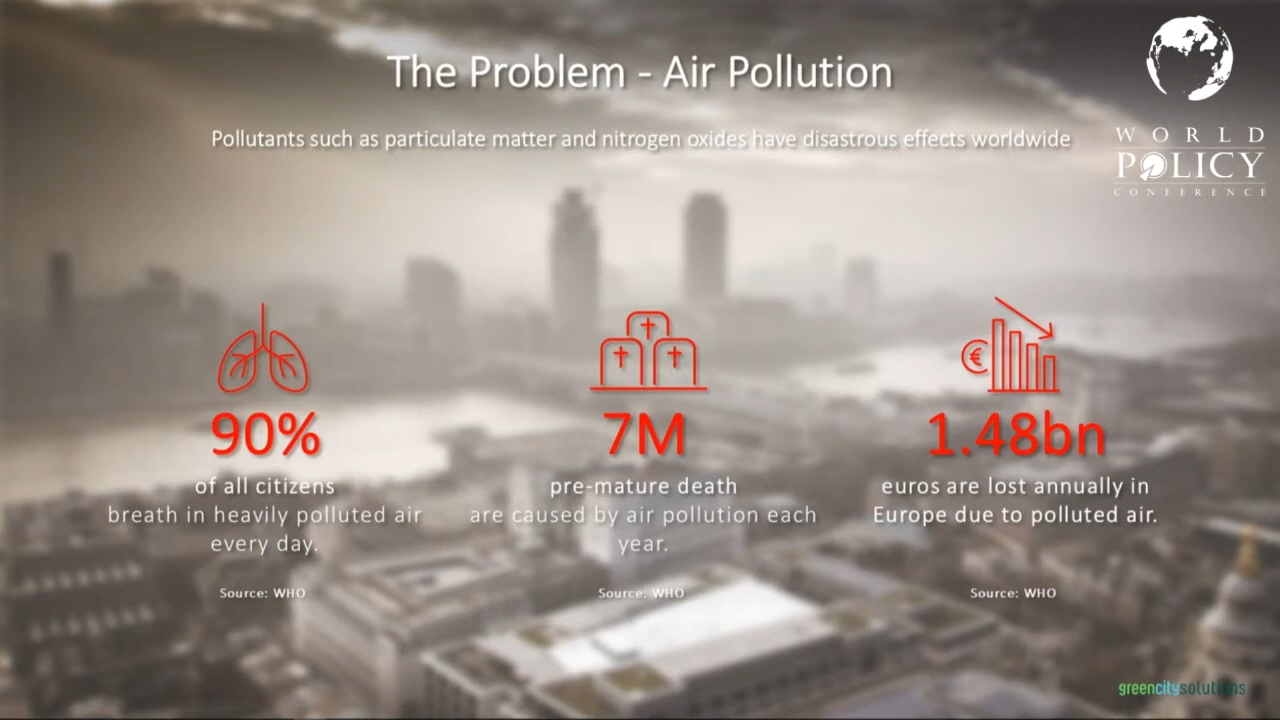 The Problem - Air Pollution
Pollutants such as particulate matter and nitrogen oxides have disastrous effects worldwide
WORLD
POLICY
CONFERENCE
€
90%
of all citizens
breath in heavily polluted air
every day.
Source: WHO
7M
pre-mature death
are caused by air pollution each
year.
Source: WHO
1.48bn
euros are lost annually in
Europe due to polluted air.
Source: WHO
greencitysolutions